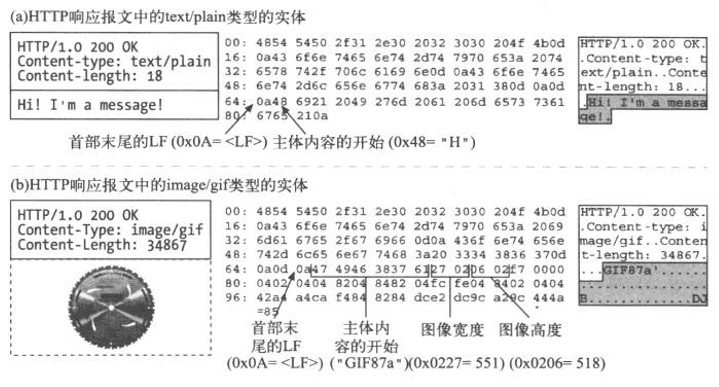 (a)HTTP响应报文中的text/plain类型的实体
HTTP/1.0 200 OK
Content-type: text/plain
Content-length: 18
Hi! I'm a message!
00: 4854 5450 2f31 2e30 2032 3030 204f 4b0d
16: 0a43 6f6e 7465 6e74 2d74 7970 653a 2074
32: 6578 742f 706c 6169 6e0d 0a43 6f6e 7465
48: 6e74 2d6c 656e 6774 683a 2031 380d 0a0d
64: 0a48 6921 2049 276d 2061 206d 6573 7361
80: 6765 210a
HTTP/1.0 200 OK.
.Content-type: t
ext/plain..Conte
nt-length: 18...
.Hi! I'm a messa
ge!.
首部末尾的LF (0x0A= <LF>) 主体内容的开始 (0x48= "H")
(b)HTTP响应报文中的image/gif类型的实体
HTTP/1.0 200 OK
Content-Type: image/gif
Content-Length: 34867
00: 4854 5450 2f31 2e30 2032 3030 204f 4b0d
16: 0a43 6f6e 7465 6e74 2d74 7970 653a 2069
32: 6d61 6765 2f67 6966 0d0a 436f 6e74 656e
48: 742d 6c65 6e67 7468 3a20 3334 3836 370d
64: 0a0d 0a47 4946 3837 6127 0206 02f7 0000
80: 0402 0404 8204 8482 04fc fe04 8402 0404
96: 42a4 a4ca f484 8284 dce2 dc9c a29c 444a
=85
HTTP/1.0 200 OK.
.Content-type: i
mage/gif..Conten
t-length: 34867.
...GIF87a'......
................
B.............DJ
首部末
尾的LF
(0x0A= <LF>)
主体内
容的开始
("GIF87a")
图像宽度
(0x0227= 551)
图像高度
(0x0206= 518)